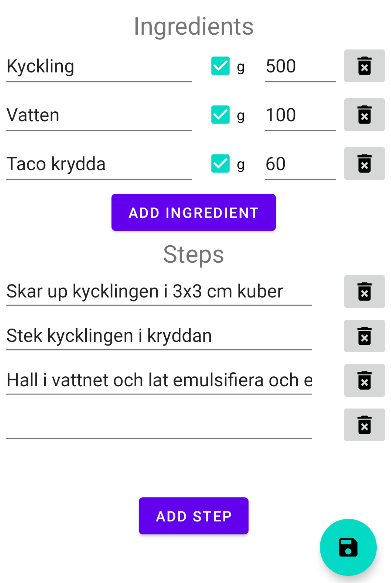 Ingredients
Kyckling g 500
Vatten g 100
Taco krydda g 60
ADD INGREDIENT
Steps
Skar up kycklingen i 3x3 cm kuber
Stek kycklingen i kryddan
Hall i vattnet och lat emulsifiera och e
ADD STEP